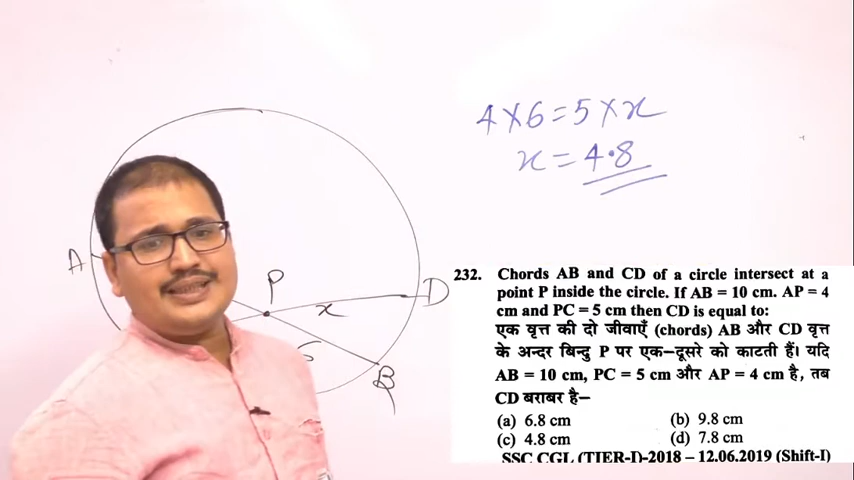 4×6=5×x
x=4.8
A
P
D
x
B
232. Chords AB and CD of a circle intersect at a
point P inside the circle. If AB = 10 cm. AP = 4
cm and PC = 5 cm then CD is equal to:
एक वृत्त की दो जीवाएँ (chords) AB और CD वृत्त
के अन्दर बिन्दु P पर एक–दूसरे को काटती हैं। यदि
AB = 10 cm, PC = 5 cm और AP = 4 cm है, तब
CD बराबर है–
(a) 6.8 cm (b) 9.8 cm
(c) 4.8 cm (d) 7.8 cm
SSC CGL (TIER-I)-2018 – 12.06.2019 (Shift-I)